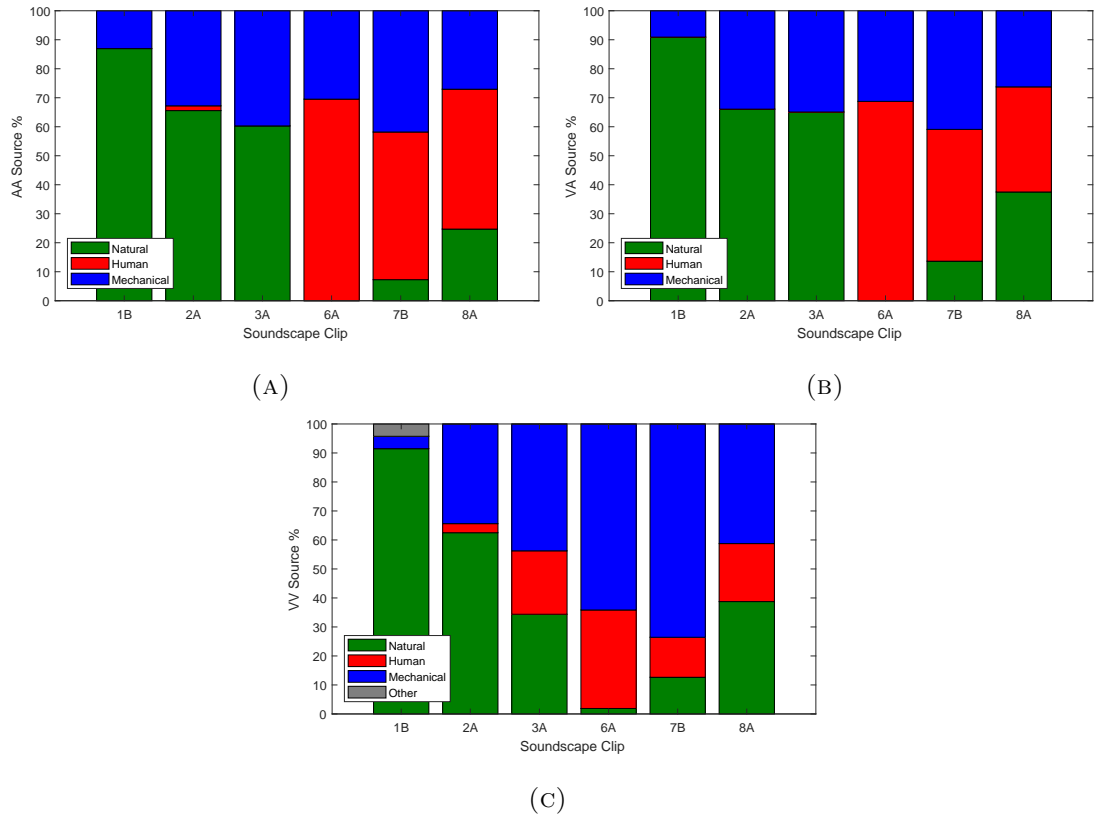 100
90
80
70
60
50
40
30
20
10
0
AA Source %
Natural
Human
Mechanical
1B 2A 3A 6A 7B 8A
Soundscape Clip
(A)
100
90
80
70
60
50
40
30
20
10
0
VA Source %
Natural
Human
Mechanical
1B 2A 3A 6A 7B 8A
Soundscape Clip
(B)
100
90
80
70
60
50
40
30
20
10
0
VV Source %
Natural
Human
Mechanical
Other
1B 2A 3A 6A 7B 8A
Soundscape Clip
(C)